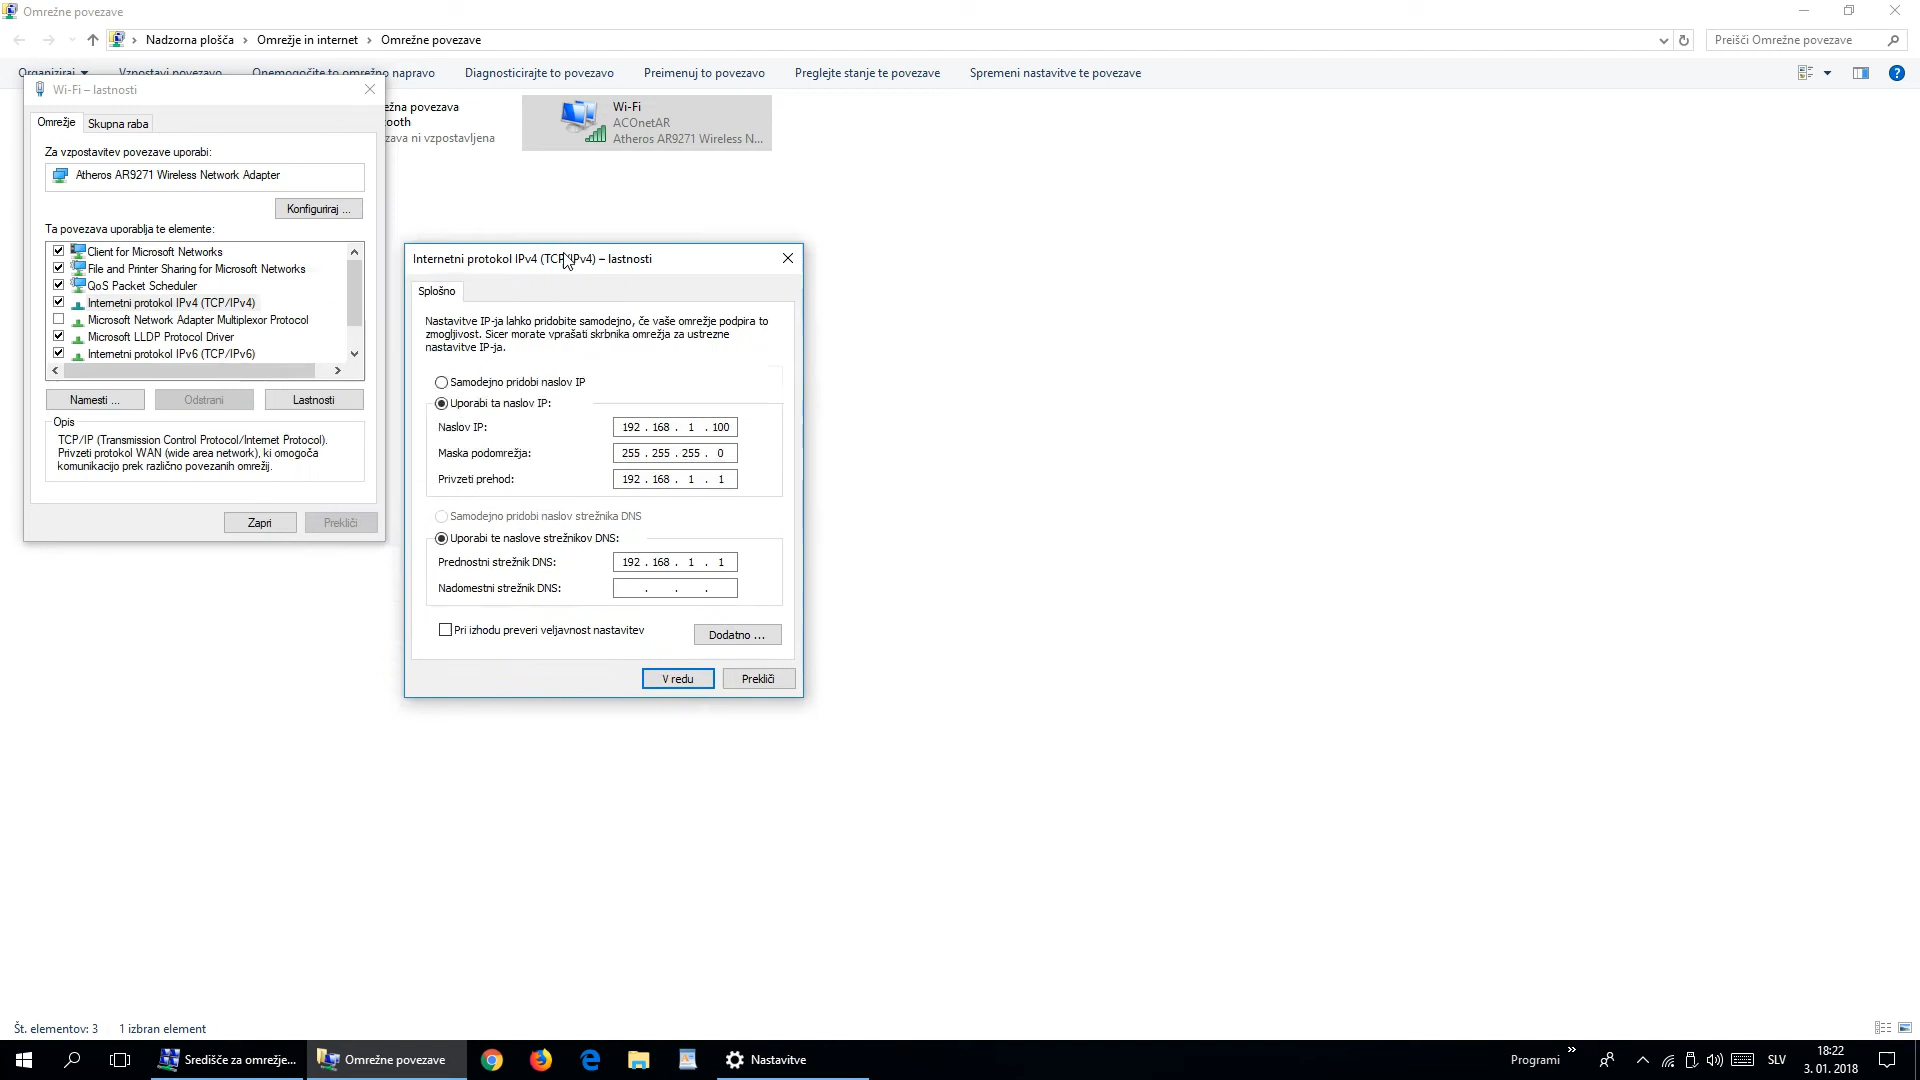 Omrežne povezave
Nadzorna plošča › Omrežje in internet › Omrežne povezave
Preišči Omrežne povezave
Organiziraj
Vzpostavi povezavo
Onemogočite to omrežno napravo
Diagnosticirajte to povezavo
Preimenuj to povezavo
Preglejte stanje te povezave
Spremeni nastavitve te povezave
povezava
zava ni vzpostavljena
Wi-Fi
ACOnetAR
Atheros AR9271 Wireless N...
Wi-Fi – lastnosti
Omrežje
Skupna raba
Za vzpostavitev povezave uporabi:
Atheros AR9271 Wireless Network Adapter
Konfiguriraj ...
Ta povezava uporablja te elemente:
Client for Microsoft Networks
File and Printer Sharing for Microsoft Networks
QoS Packet Scheduler
Internetni protokol IPv4 (TCP/IPv4)
Microsoft Network Adapter Multiplexor Protocol
Microsoft LLDP Protocol Driver
Internetni protokol IPv6 (TCP/IPv6)
Namesti ...
Odstrani
Lastnosti
Opis
TCP/IP (Transmission Control Protocol/Internet Protocol).
Privzeti protokol WAN (wide area network), ki omogoča
komunikacijo prek različno povezanih omrežij.
Zapri
Prekliči
Internetni protokol IPv4 (TCP/IPv4) – lastnosti
Splošno
Nastavitve IP-ja lahko pridobite samodejno, če vaše omrežje podpira to
zmogljivost. Sicer morate vprašati skrbnika omrežja za ustrezne
nastavitve IP-ja.
Samodejno pridobi naslov IP
Uporabi ta naslov IP:
Naslov IP: 192 . 168 . 1 . 100
Maska podomrežja: 255 . 255 . 255 . 0
Privzeti prehod: 192 . 168 . 1 . 1
Samodejno pridobi naslov strežnika DNS
Uporabi te naslove strežnikov DNS:
Prednostni strežnik DNS: 192 . 168 . 1 . 1
Nadomestni strežnik DNS: . . .
Pri izhodu preveri veljavnost nastavitev
Dodatno ...
V redu
Prekliči
Št. elementov: 3
1 izbran element
Središče za omrežje...
Omrežne povezave
Nastavitve
Programi
SLV
18:22
3. 01. 2018